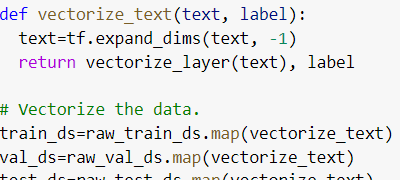 def vectorize_text(text, label):
  text=tf.expand_dims(text, -1)
  return vectorize_layer(text), label
# Vectorize the data.
train_ds=raw_train_ds.map(vectorize_text)
val_ds=raw_val_ds.map(vectorize_text)
test_ds=raw_test_ds.map(vectorize_text)